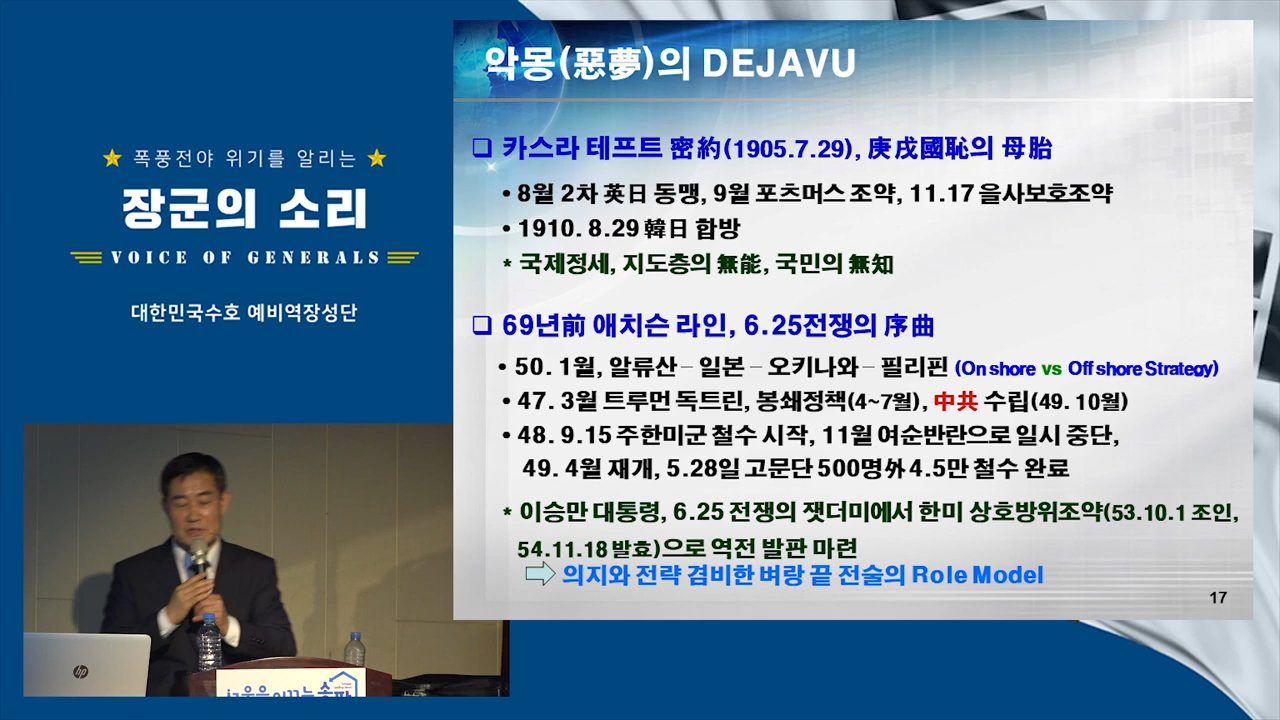 폭풍전야 위기를 알리는
장군의 소리
VOICE OF GENERALS
대한민국수호 예비역장성단
악몽(惡夢)의 DEJAVU
❑ 카스라 테프트 密約(1905.7.29), 庚戌國恥의 母胎
• 8월 2차 英日 동맹, 9월 포츠머스 조약, 11.17 을사보호조약
• 1910. 8.29 韓日 합방
* 국제정세, 지도층의 無能, 국민의 無知
❑ 69년前 애치슨 라인, 6.25전쟁의 序曲
• 50. 1월, 알류산 – 일본 – 오키나와 – 필리핀 (On shore vs Off shore Strategy)
• 47. 3월 트루먼 독트린, 봉쇄정책(4~7월), 中共 수립(49. 10월)
• 48. 9.15 주한미군 철수 시작, 11월 여순반란으로 일시 중단,
49. 4월 재개, 5.28일 고문단 500명外 4.5만 철수 완료
* 이승만 대통령, 6.25 전쟁의 잿더미에서 한미 상호방위조약(53.10.1 조인,
54.11.18 발효)으로 역전 발판 마련
⇨ 의지와 전략 겸비한 벼랑 끝 전술의 Role Model
17
hp